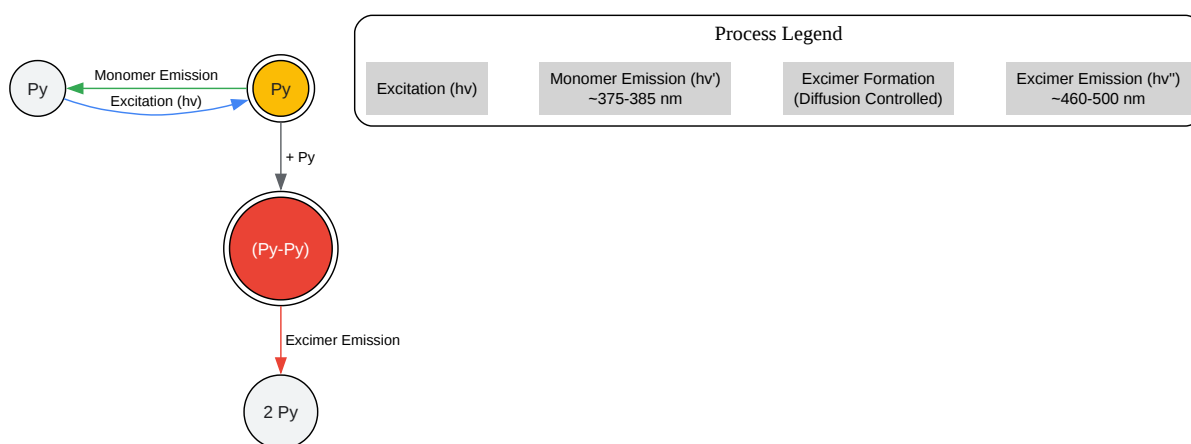 Process Legend
Py
Monomer Emission
Excitation (hv)
Py
Excitation (hv)
Monomer Emission (hv')
~375-385 nm
Excimer Formation
(Diffusion Controlled)
Excimer Emission (hv'')
~460-500 nm
+ Py
(Py-Py)
Excimer Emission
2 Py